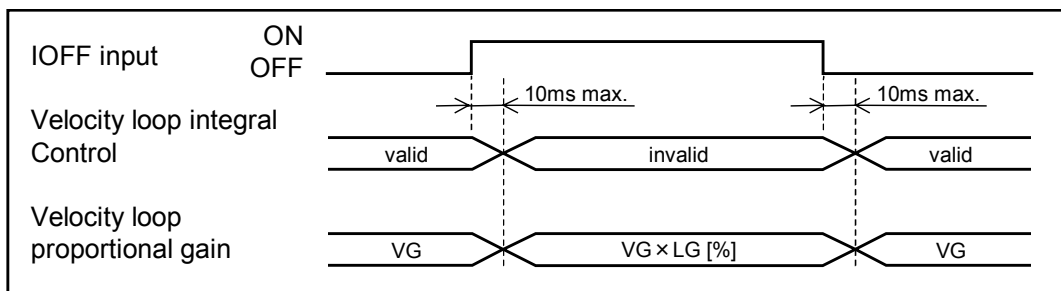 ON
IOFF input
OFF
10ms max.
10ms max.
Velocity loop integral
Control
valid
invalid
valid
Velocity loop
proportional gain
VG
VG×LG [%]
VG